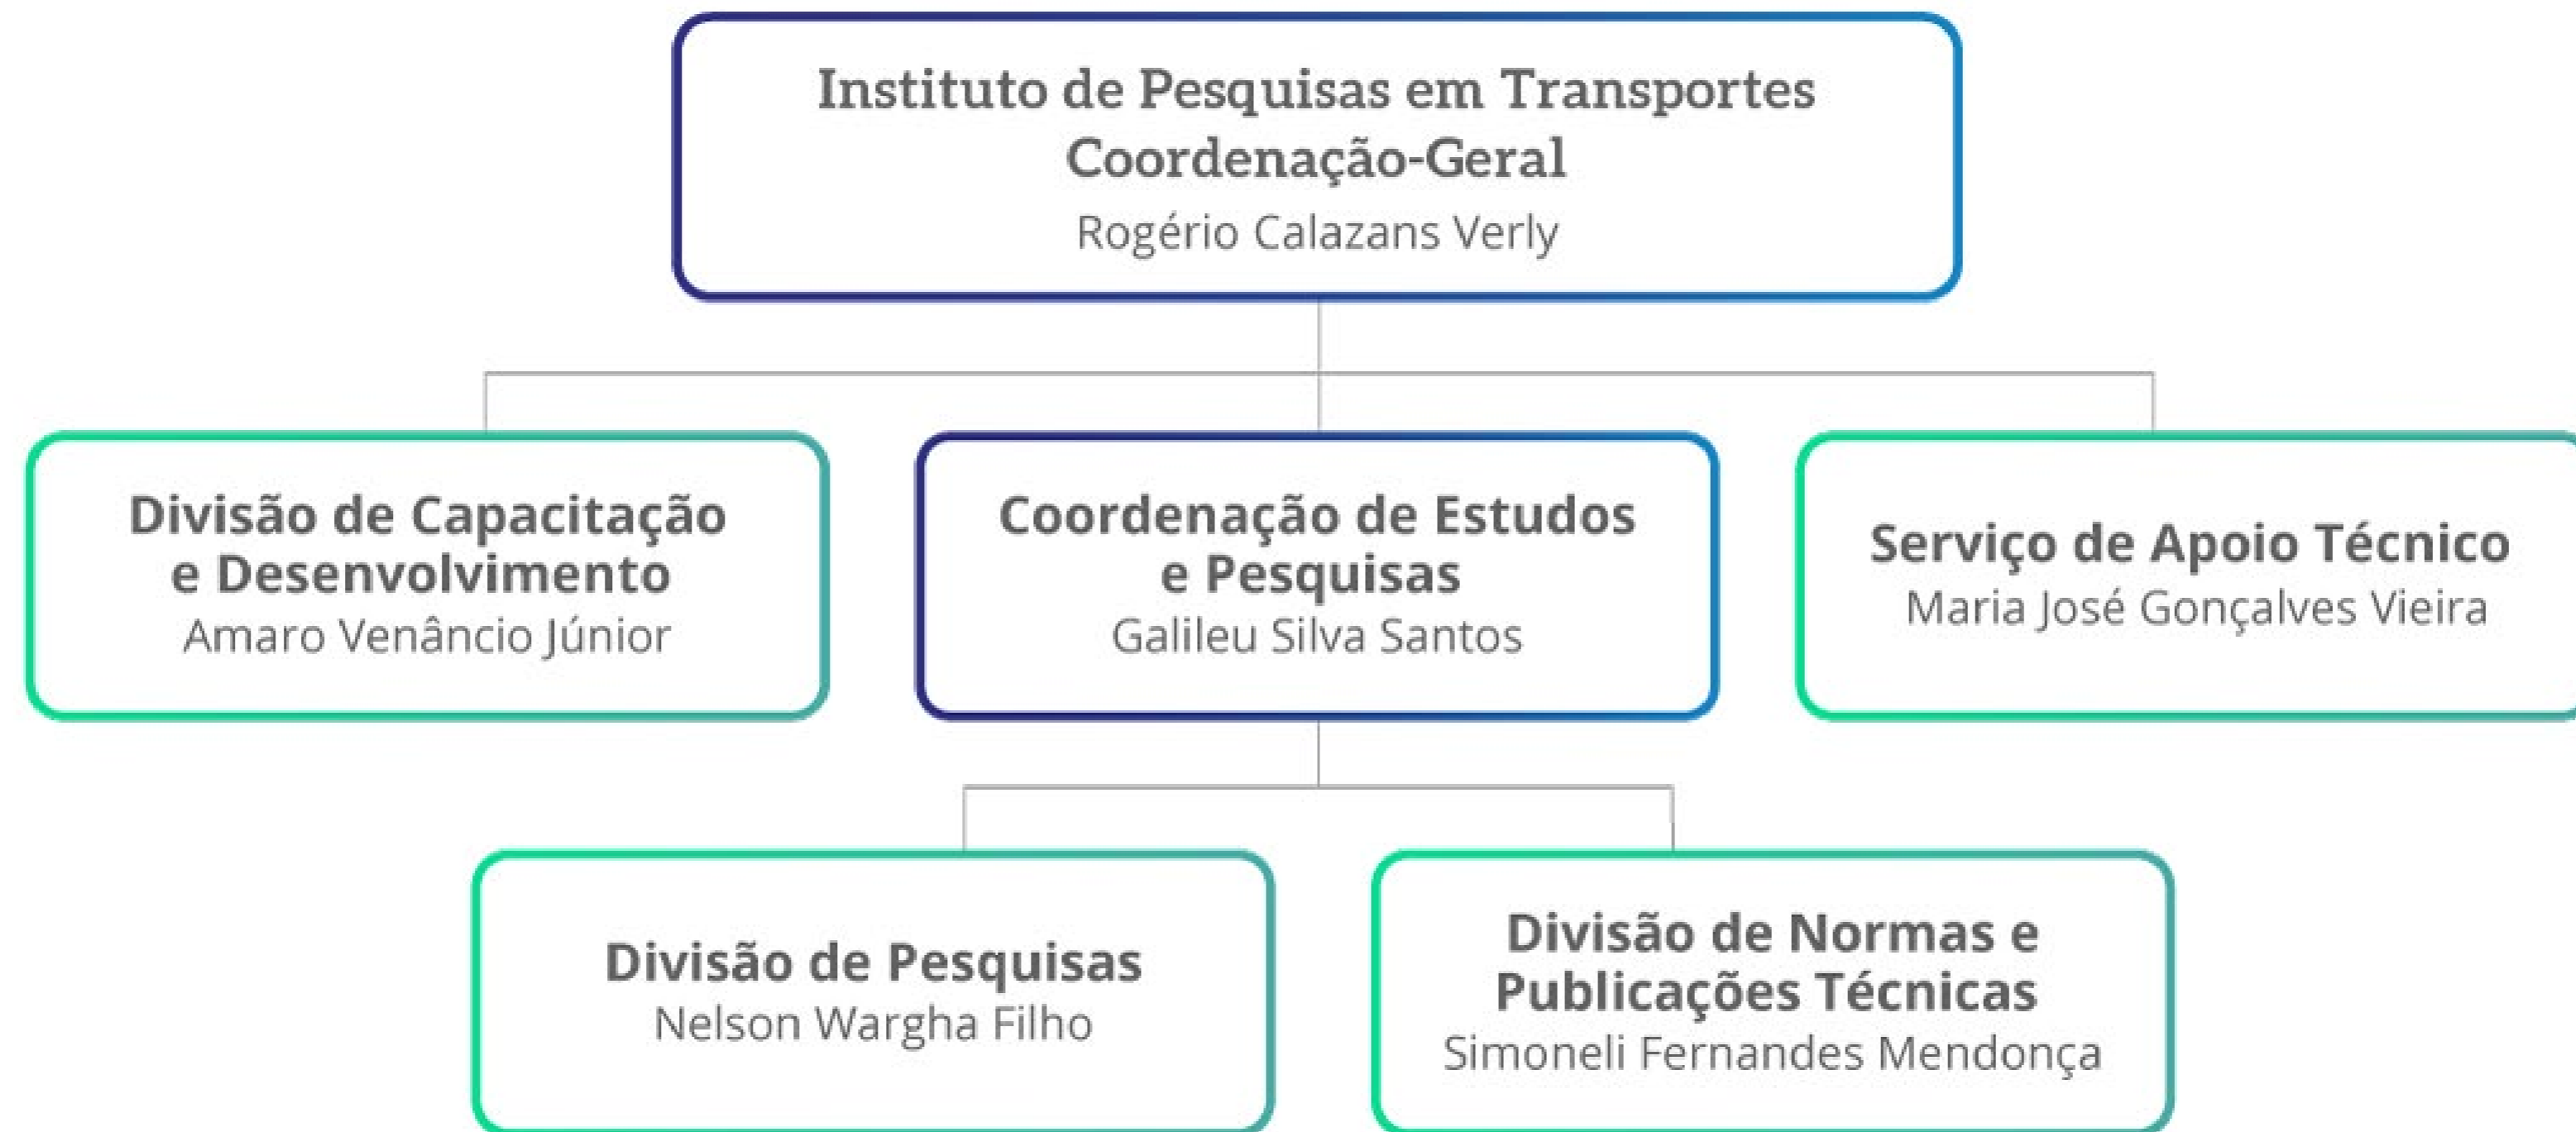 Instituto de Pesquisas em Transportes
Coordenação-Geral
Rogério Calazans Verly
Divisão de Capacitação
e Desenvolvimento
Amaro Venâncio Júnior
Coordenação de Estudos
e Pesquisas
Galileu Silva Santos
Serviço de Apoio Técnico
Maria José Gonçalves Vieira
Divisão de Pesquisas
Nelson Wargha Filho
Divisão de Normas e
Publicações Técnicas
Simoneli Fernandes Mendonça